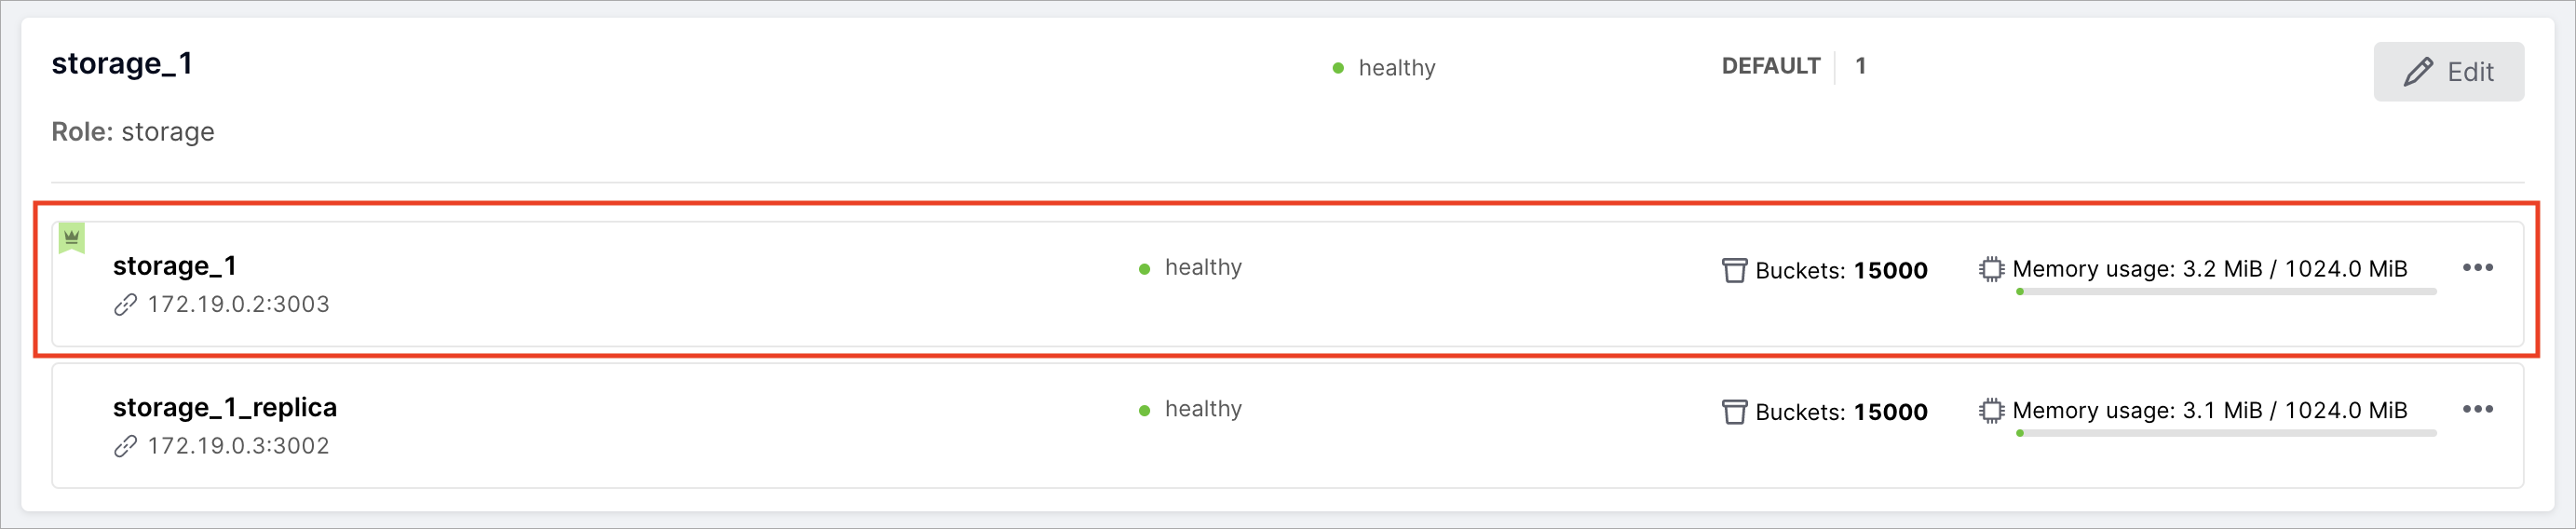 storage_1 healthy DEFAULT 1 Edit
Role: storage
storage_1 healthy Buckets: 15000 Memory usage: 3.2 MiB / 1024.0 MiB
172.19.0.2:3003
storage_1_replica healthy Buckets: 15000 Memory usage: 3.1 MiB / 1024.0 MiB
172.19.0.3:3002